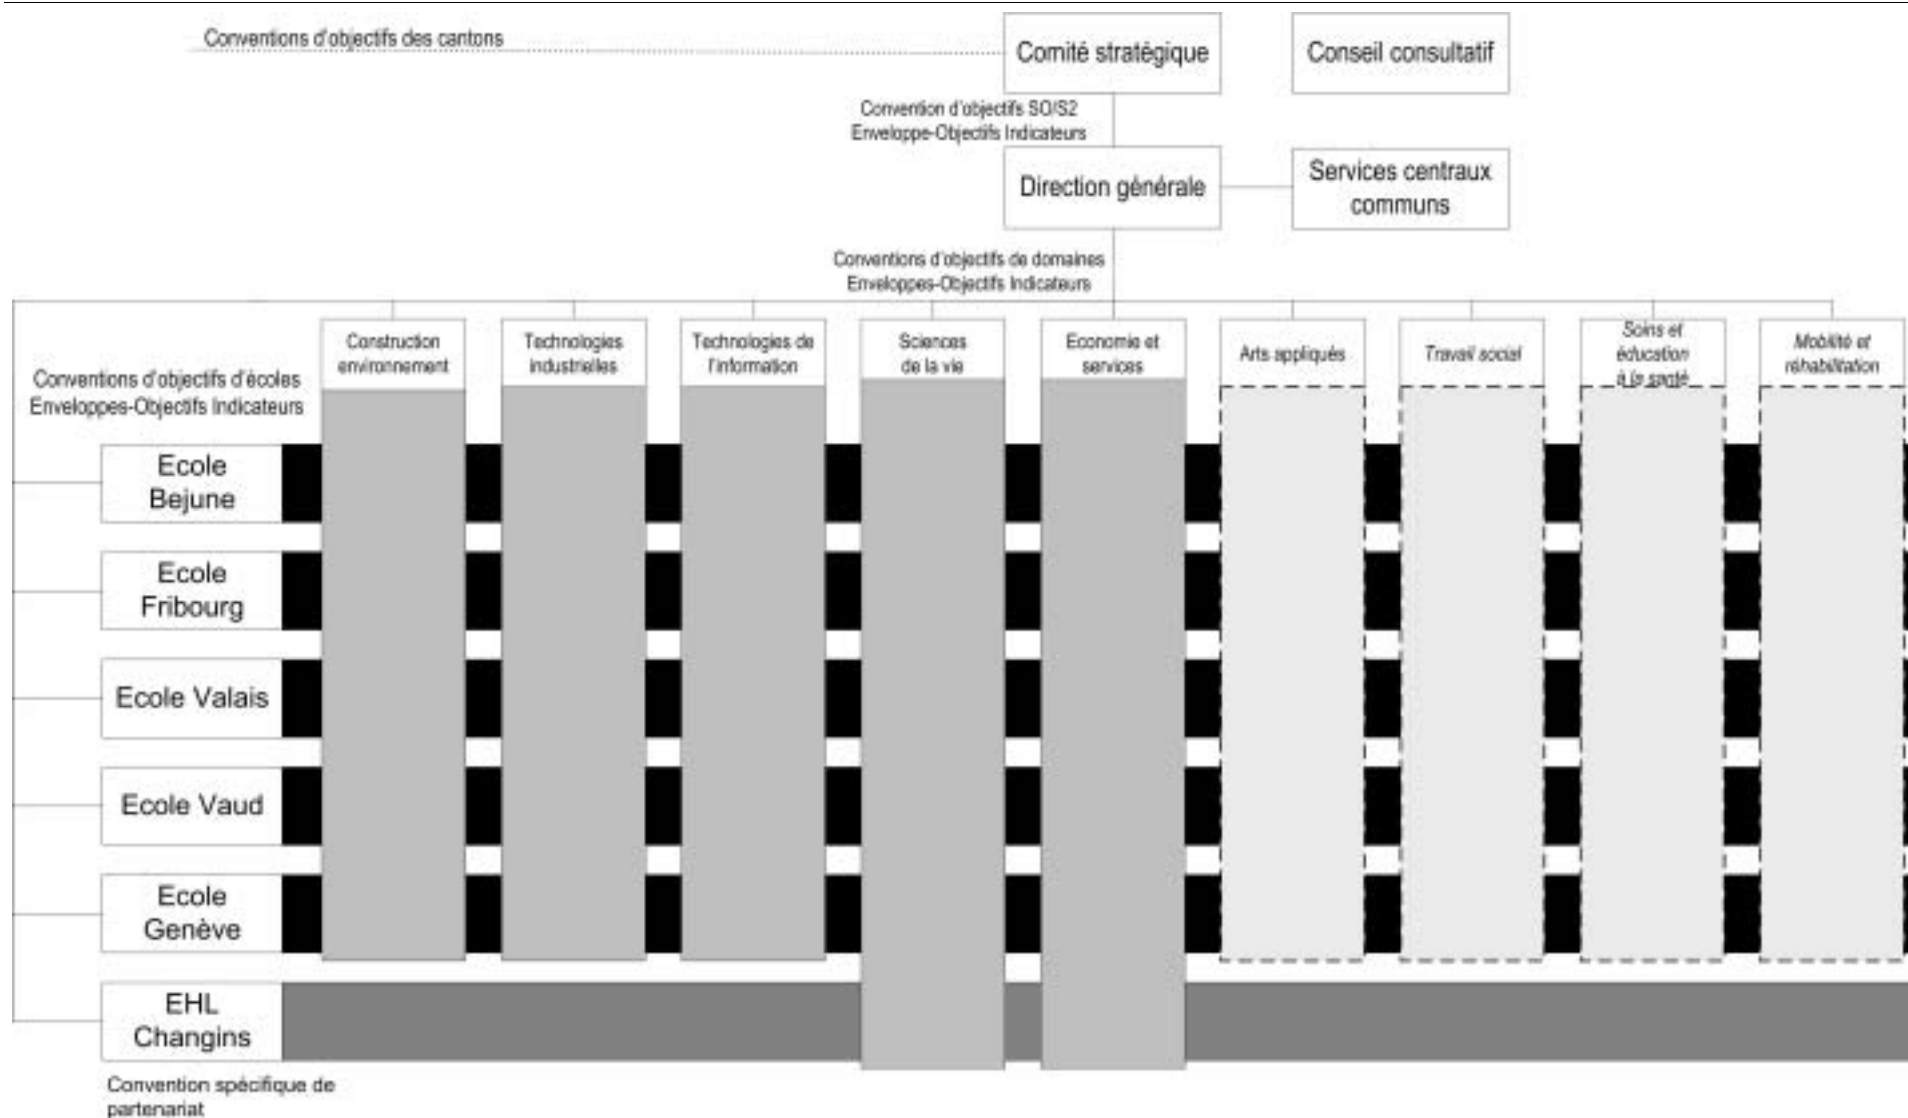 Conventions d'objectifs des cantons
Comité stratégique
Conseil consultatif
Convention d'objectifs SO/S2
Enveloppe-Objectifs Indicateurs
Direction générale
Services centraux
communs
Conventions d'objectifs de domaines
Enveloppes-Objectifs Indicateurs
Construction
environnement
Technologies
industrielles
Technologies de
l'information
Sciences
de la vie
Economie et
services
Arts appliqués
Travail social
Soins et
éducation
à la santé
Mobilité et
réhabilitation
Conventions d'objectifs d'écoles
Enveloppes-Objectifs Indicateurs
Ecole
Bejune
Ecole
Fribourg
Ecole Valais
Ecole Vaud
Ecole
Genève
EHL
Changins
Convention spécifique de
partenariat